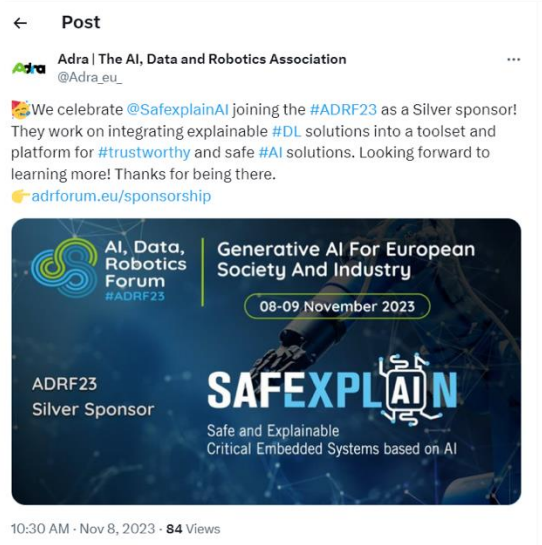 Post
Adra | The AI, Data and Robotics Association
adra
@Adra_eu_
🥳We celebrate @SafexplainAI joining the #ADRF23 as a Silver sponsor!
They work on integrating explainable #DL solutions into a toolset and
platform for #trustworthy and safe #AI solutions. Looking forward to
learning more! Thanks for being there.
👉adrforum.eu/sponsorship
AI, Data,
Robotics
Forum
#ADRF23
Generative AI For European
Society And Industry
08-09 November 2023
ADRF23
Silver Sponsor
SAFEXPLAIN
Safe and Explainable
Critical Embedded Systems based on AI
10:30 AM · Nov 8, 2023 · 84 Views